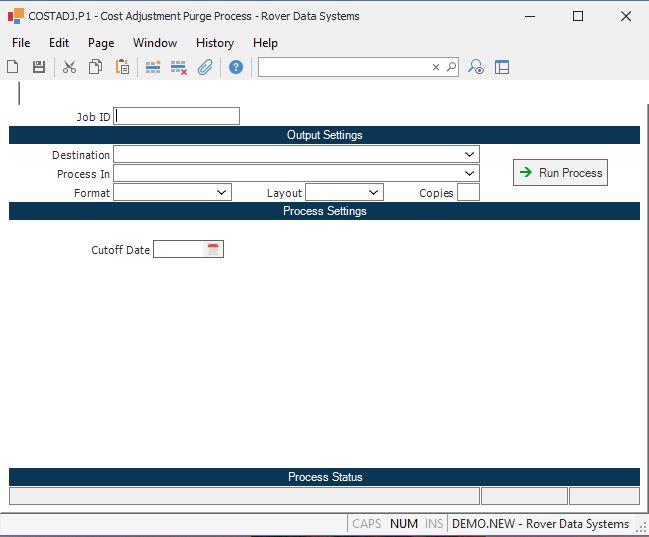 COSTADJ.P1 - Cost Adjustment Purge Process - Rover Data Systems
File Edit Page Window History Help
Job ID
Output Settings
Destination
Process In
Run Process
Format Layout Copies
Process Settings
Cutoff Date
Process Status
CAPS NUM INS DEMO.NEW - Rover Data Systems